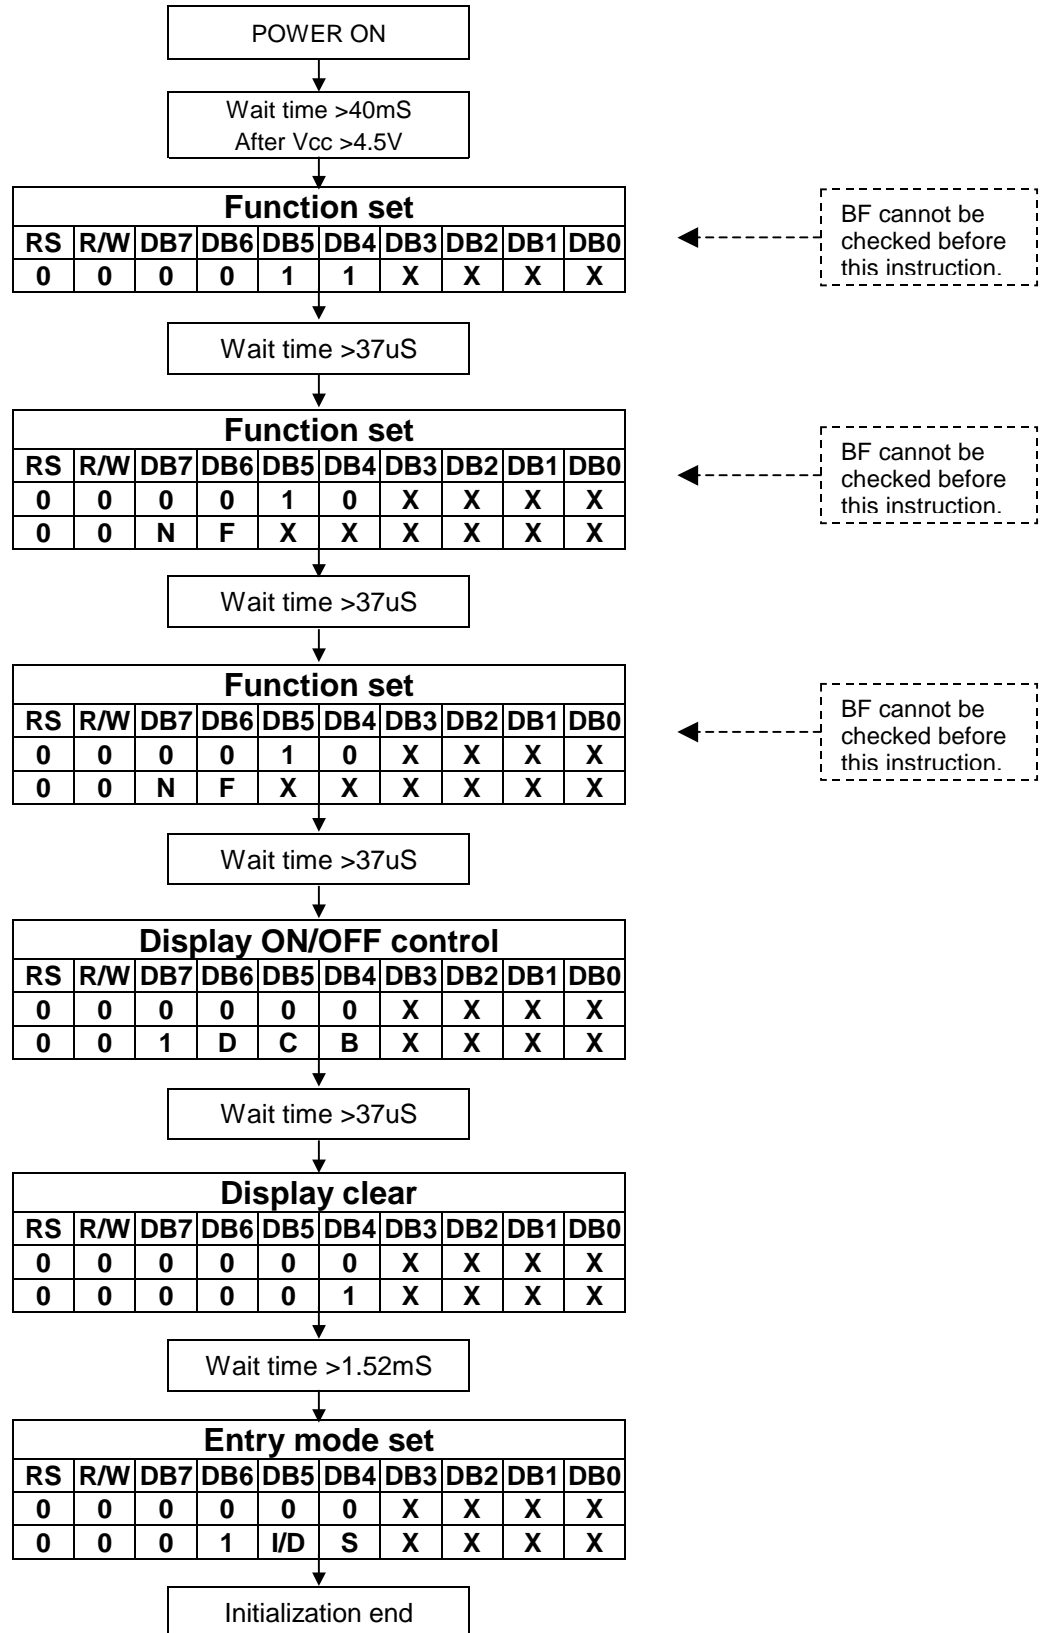 POWER ON
Wait time >40mS
After Vcc >4.5V
Function set
RS R/W DB7 DB6 DB5 DB4 DB3 DB2 DB1 DB0
0 0 0 0 1 1 X X X X
BF cannot be
checked before
this instruction.
Wait time >37uS
Function set
RS R/W DB7 DB6 DB5 DB4 DB3 DB2 DB1 DB0
0 0 0 0 1 0 X X X X
0 0 N F X X X X X X
BF cannot be
checked before
this instruction.
Wait time >37uS
Function set
RS R/W DB7 DB6 DB5 DB4 DB3 DB2 DB1 DB0
0 0 0 0 1 0 X X X X
0 0 N F X X X X X X
BF cannot be
checked before
this instruction.
Wait time >37uS
Display ON/OFF control
RS R/W DB7 DB6 DB5 DB4 DB3 DB2 DB1 DB0
0 0 0 0 0 0 X X X X
0 0 1 D C B X X X X
Wait time >37uS
Display clear
RS R/W DB7 DB6 DB5 DB4 DB3 DB2 DB1 DB0
0 0 0 0 0 0 X X X X
0 0 0 0 0 1 X X X X
Wait time >1.52mS
Entry mode set
RS R/W DB7 DB6 DB5 DB4 DB3 DB2 DB1 DB0
0 0 0 0 0 0 X X X X
0 0 0 1 I/D S X X X X
Initialization end